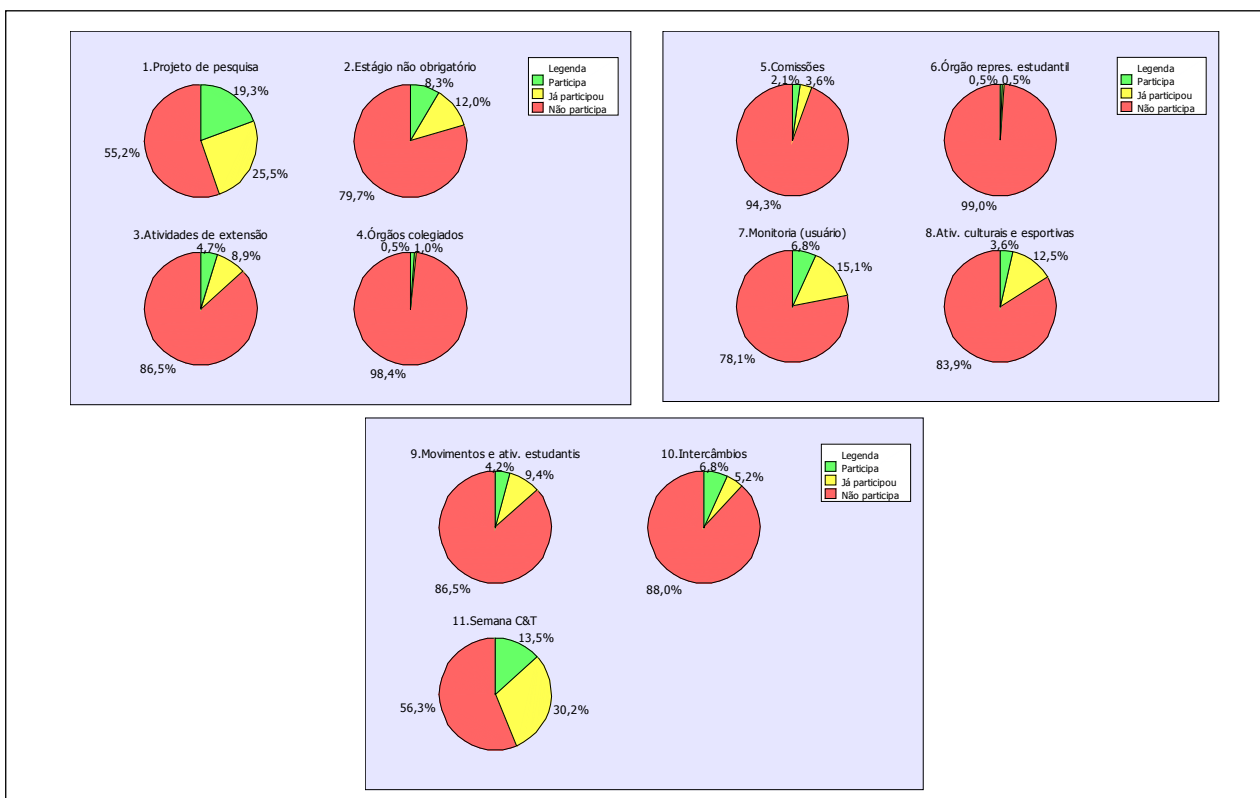 1.Projeto de pesquisa
19,3%
25,5%
55,2%
2.Estágio não obrigatório
8,3%
12,0%
79,7%
Legenda
Participa
Já participou
Não participa
3.Atividades de extensão
4,7%
8,9%
86,5%
4.Órgãos colegiados
0,5%
1,0%
98,4%
5.Comissões
2,1%
3,6%
94,3%
6.Órgão repres. estudantil
0,5%
0,5%
99,0%
Legenda
Participa
Já participou
Não participa
7.Monitoria (usuário)
6,8%
15,1%
78,1%
8.Ativ. culturais e esportivas
3,6%
12,5%
83,9%
9.Movimentos e ativ. estudantis
4,2%
9,4%
86,5%
10.Intercâmbios
6,8%
5,2%
88,0%
Legenda
Participa
Já participou
Não participa
11.Semana C&T
13,5%
30,2%
56,3%